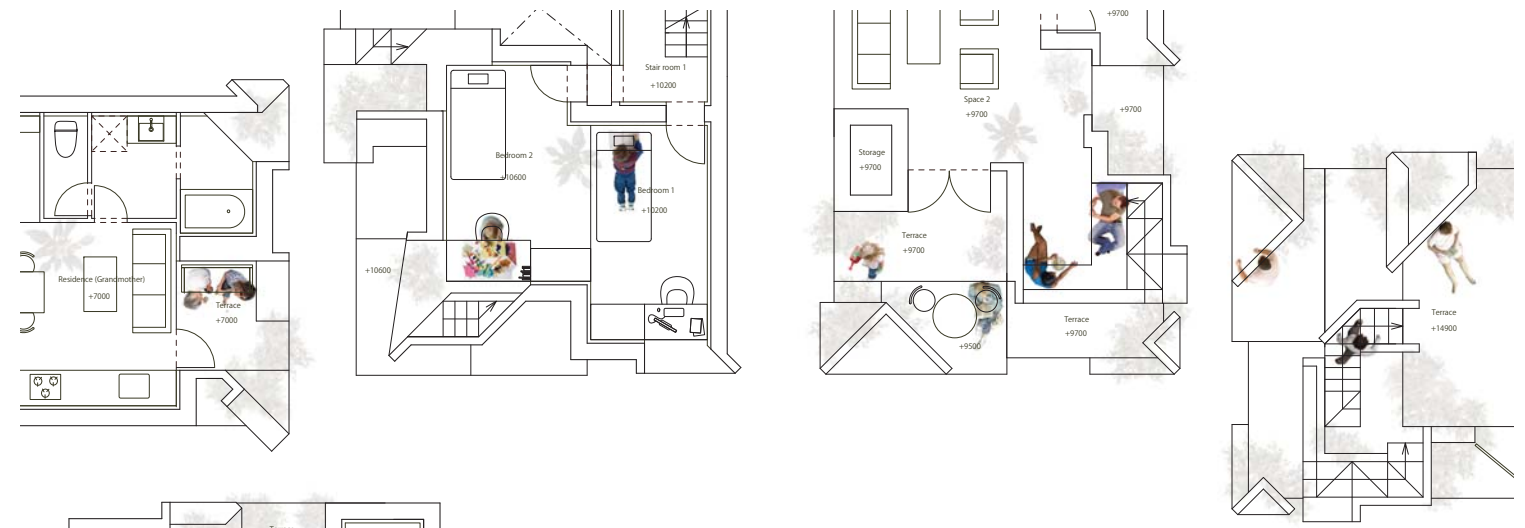 Residence (Grandmother)
+7000
Terrace
+7000
Stair room 1
+10200
Bedroom 2
+10600
Bedroom 1
+10200
+10600
+9700
Space 2
+9700
+9700
Storage
+9700
Terrace
+9700
+9500
Terrace
+9700
Terrace
+14900